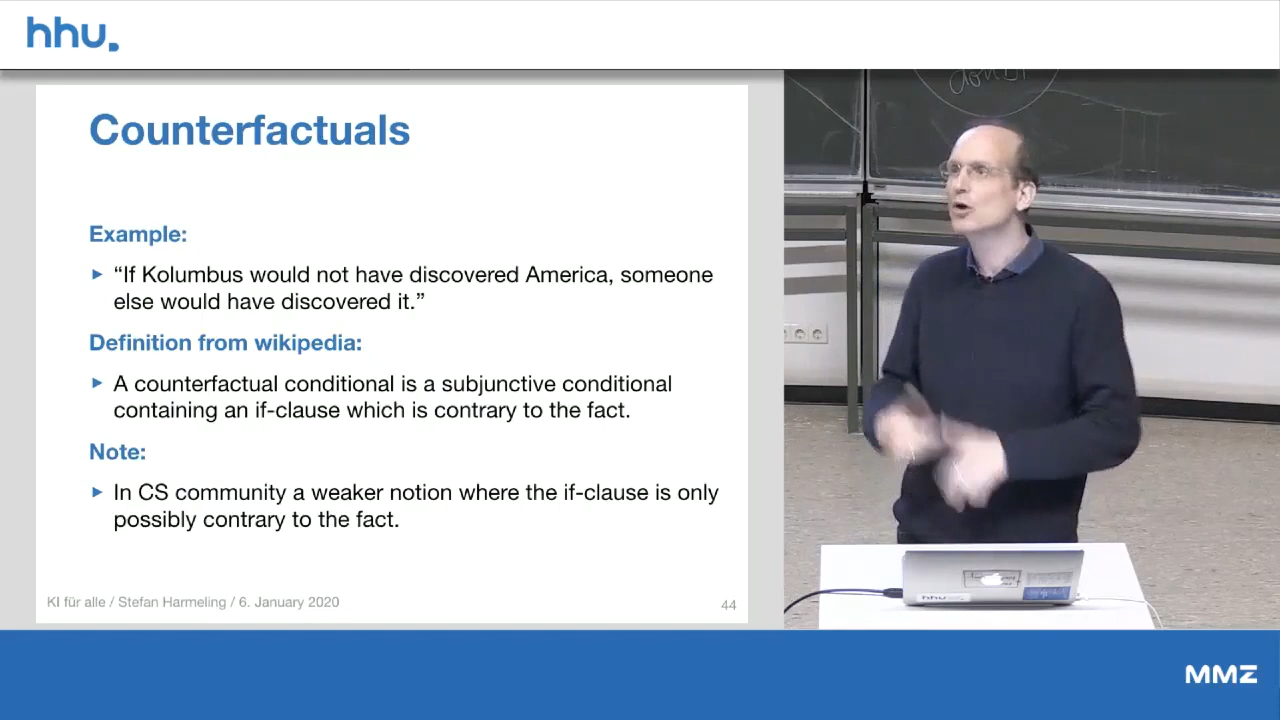 hhu.
Counterfactuals
Example:
“If Kolumbus would not have discovered America, someone
else would have discovered it.”
Definition from wikipedia:
A counterfactual conditional is a subjunctive conditional
containing an if-clause which is contrary to the fact.
Note:
In CS community a weaker notion where the if-clause is only
possibly contrary to the fact.
KI für alle / Stefan Harmeling / 6. January 2020
44
hhu
MMZ